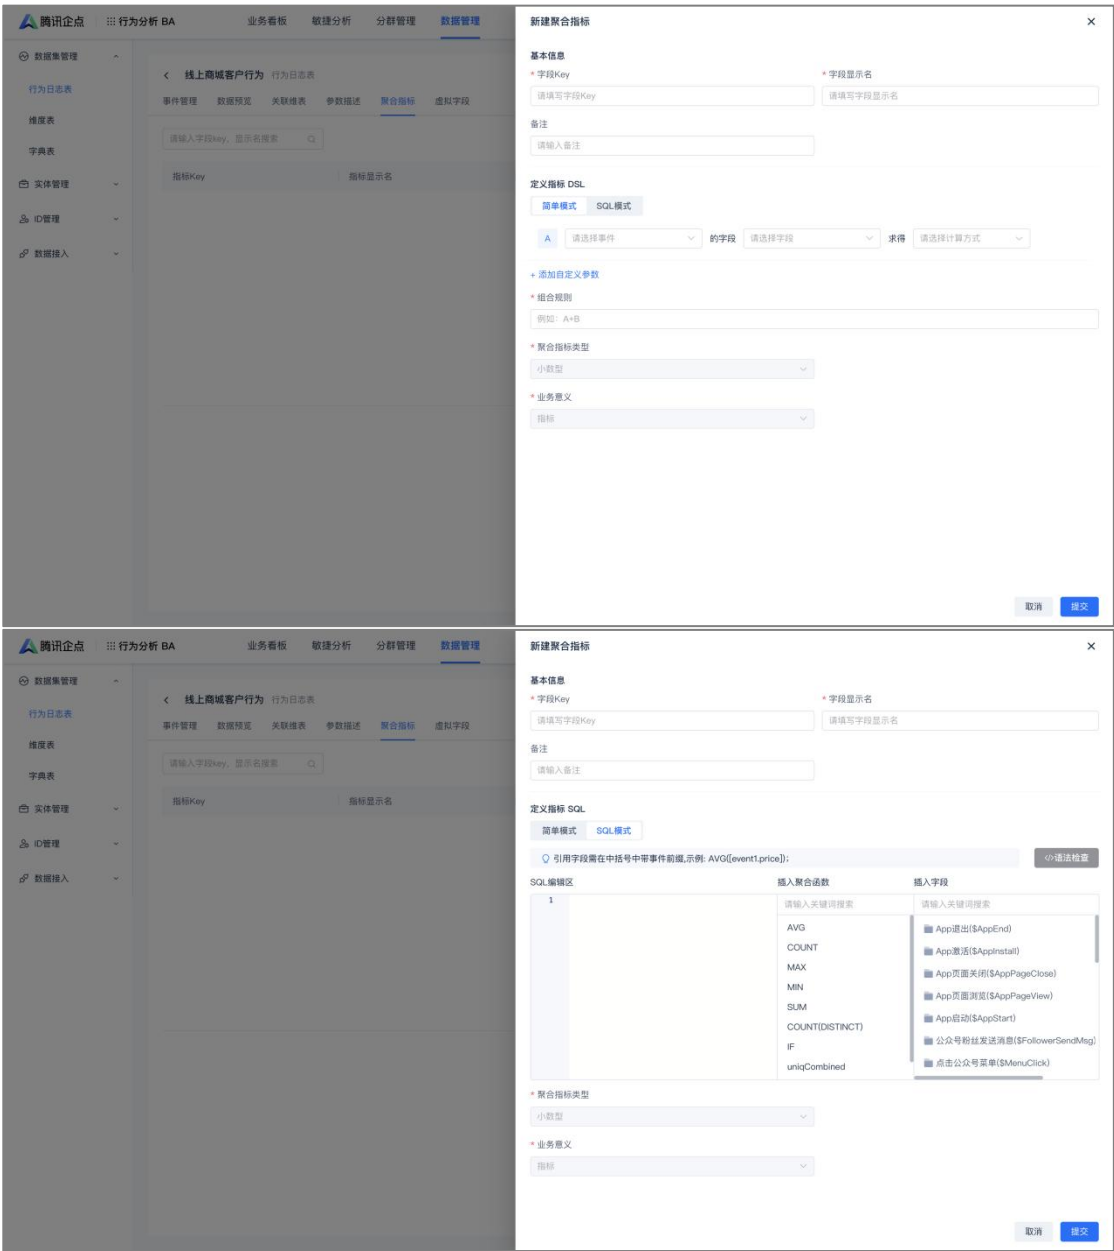 腾讯企点 行为分析 BA 业务看板 敏捷分析 分群管理 数据管理
数据集管理
行为日志表
维度表
字典表
实体管理
ID管理
数据接入
线上商城客户行为 行为日志表
事件管理 数据预览 关联维表 参数描述 聚合指标 虚拟字段
请输入字段key，显示名搜索
指标Key 指标显示名
新建聚合指标
基本信息
* 字段Key * 字段显示名
请填写字段Key 请填写字段显示名
备注
请输入备注
定义指标 DSL
简单模式 SQL模式
A 请选择事件 的字段 请选择字段 求得 请选择计算方式
+ 添加自定义参数
* 组合规则
例如：A+B
* 聚合指标类型
小数型
* 业务意义
指标
取消 提交
腾讯企点 行为分析 BA 业务看板 敏捷分析 分群管理 数据管理
数据集管理
行为日志表
维度表
字典表
实体管理
ID管理
数据接入
线上商城客户行为 行为日志表
事件管理 数据预览 关联维表 参数描述 聚合指标 虚拟字段
请输入字段key，显示名搜索
指标Key 指标显示名
新建聚合指标
基本信息
* 字段Key * 字段显示名
请填写字段Key 请填写字段显示名
备注
请输入备注
定义指标 SQL
简单模式 SQL模式
引用字段需在中括号中带事件前缀,示例: AVG([event1.price]); </>语法检查
SQL编辑区 插入聚合函数 插入字段
1 请输入关键词搜索 请输入关键词搜索
AVG App退出($AppEnd)
COUNT App激活($AppInstall)
MAX App页面关闭($AppPageClose)
MIN App页面浏览($AppPageView)
SUM App启动($AppStart)
COUNT(DISTINCT) 公众号粉丝发送消息($FollowerSendMsg)
IF 点击公众号菜单($MenuClick)
uniqCombined
* 聚合指标类型
小数型
* 业务意义
指标
取消 提交